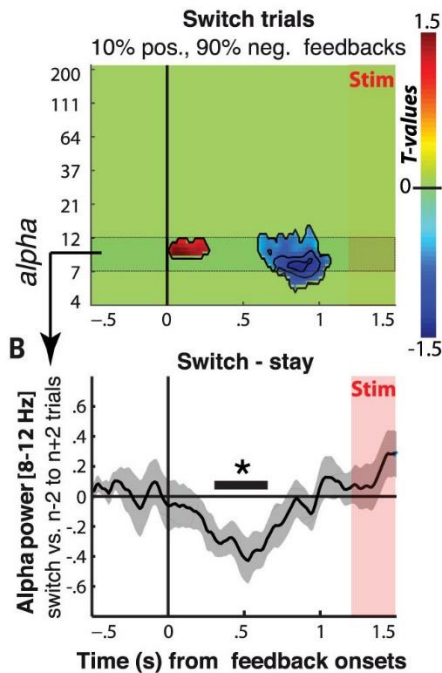 Switch trials
10% pos., 90% neg. feedbacks
1.5
200
Stim
111
64
T-values
37
0
21
12
alpha
7
4
-.5
0
.5
1
1.5
-1.5
B
Switch - stay
Stim
Alpha power [8-12 Hz]
switch vs. n-2 to n+2 trials
.6
.4
*
.2
0
-.2
-.4
-.6
-.5
0
.5
1
1.5
Time (s) from feedback onsets